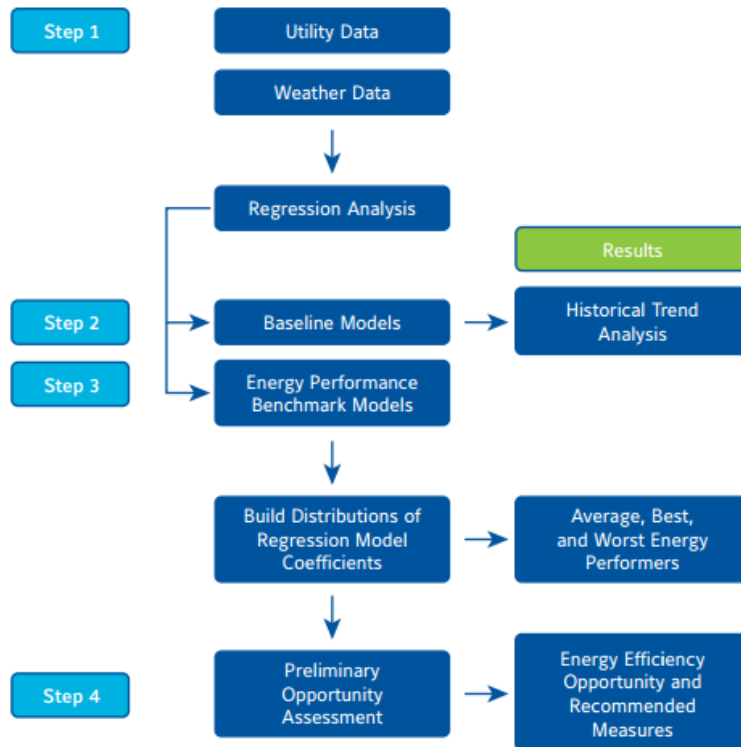 Step 1
Utility Data
Weather Data
Regression Analysis
Results
Step 2
Baseline Models
Historical Trend
Analysis
Step 3
Energy Performance
Benchmark Models
Build Distributions of
Regression Model
Coefficients
Average, Best,
and Worst Energy
Performers
Step 4
Preliminary
Opportunity
Assessment
Energy Efficiency
Opportunity and
Recommended
Measures